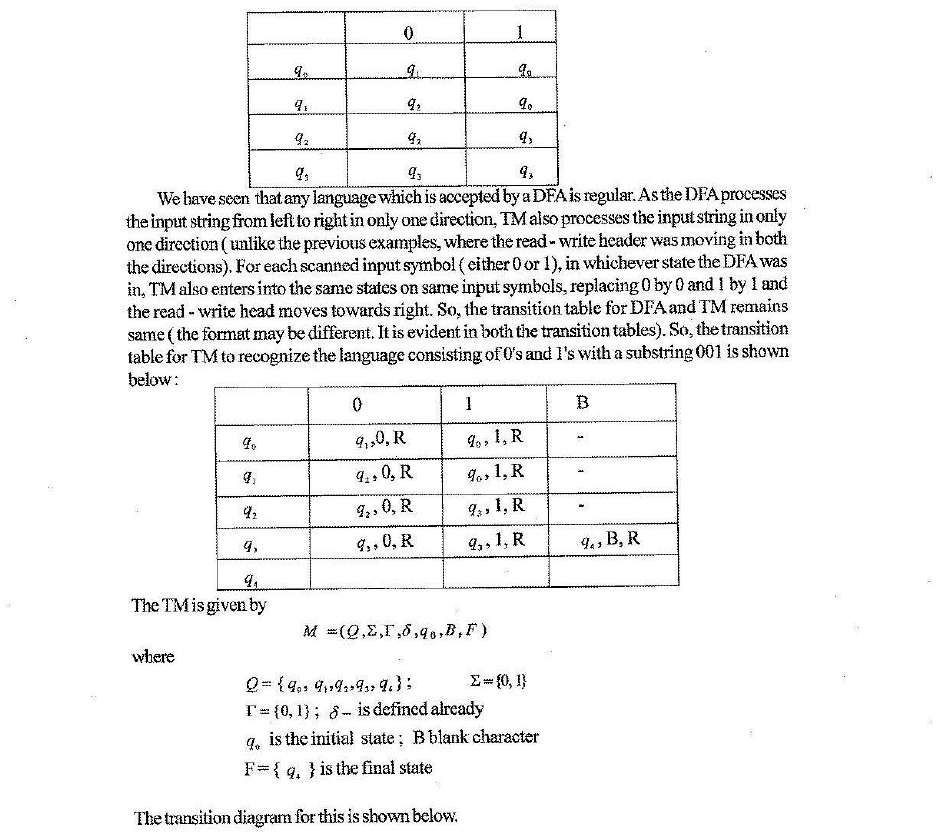 0 1
q₀ q₁ q₀
q₁ q₂ q₀
q₂ q₂ q₃
q₃ q₃ q₃
We have seen that any language which is accepted by a DFA is regular. As the DFA processes
the input string from left to right in only one direction, TM also processes the input string in only
one direction ( unlike the previous examples, where the read - write header was moving in both
the directions). For each scanned input symbol ( either 0 or 1), in whichever state the DFA was
in, TM also enters into the same states on same input symbols, replacing 0 by 0 and 1 by 1 and
the read - write head moves towards right. So, the transition table for DFA and TM remains
same ( the format may be different. It is evident in both the transition tables). So, the transition
table for TM to recognize the language consisting of 0's and 1's with a substring 001 is shown
below :
0 1 B
q₀ q₁,0, R q₀, 1, R -
q₁ q₂, 0, R q₀, 1, R -
q₂ q₂, 0, R q₃, 1, R -
q₃ q₃, 0, R q₃, 1, R q₄, B, R
q₄
The TM is given by
M =(Q,Σ,Γ,δ,q₀,B,F)
where
Q = { q₀, q₁,q₂,q₃, q₄} ; Σ = {0, 1}
Γ = {0, 1} ; δ – is defined already
q₀ is the initial state ; B blank character
F = { q₄ } is the final state
The transition diagram for this is shown below.